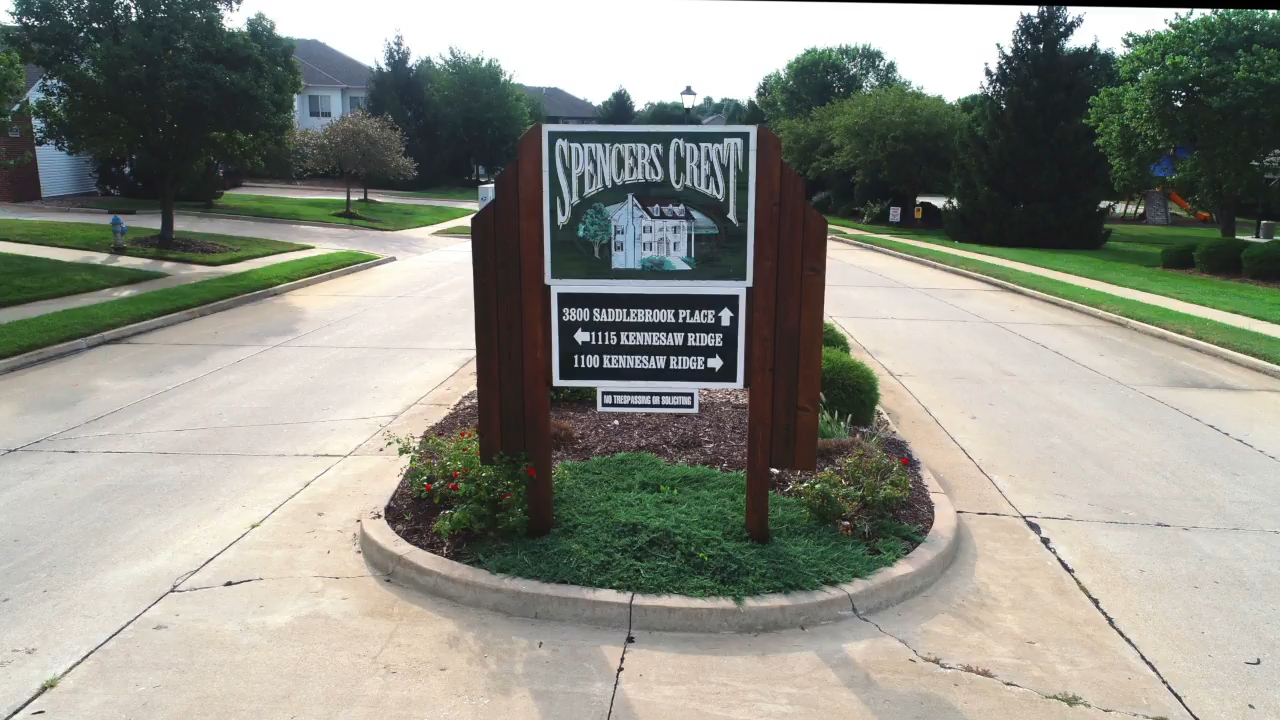 SPENCERS CREST
3800 SADDLEBROOK PLACE
1115 KENNESAW RIDGE
1100 KENNESAW RIDGE
NO TRESPASSING OR SOLICITING